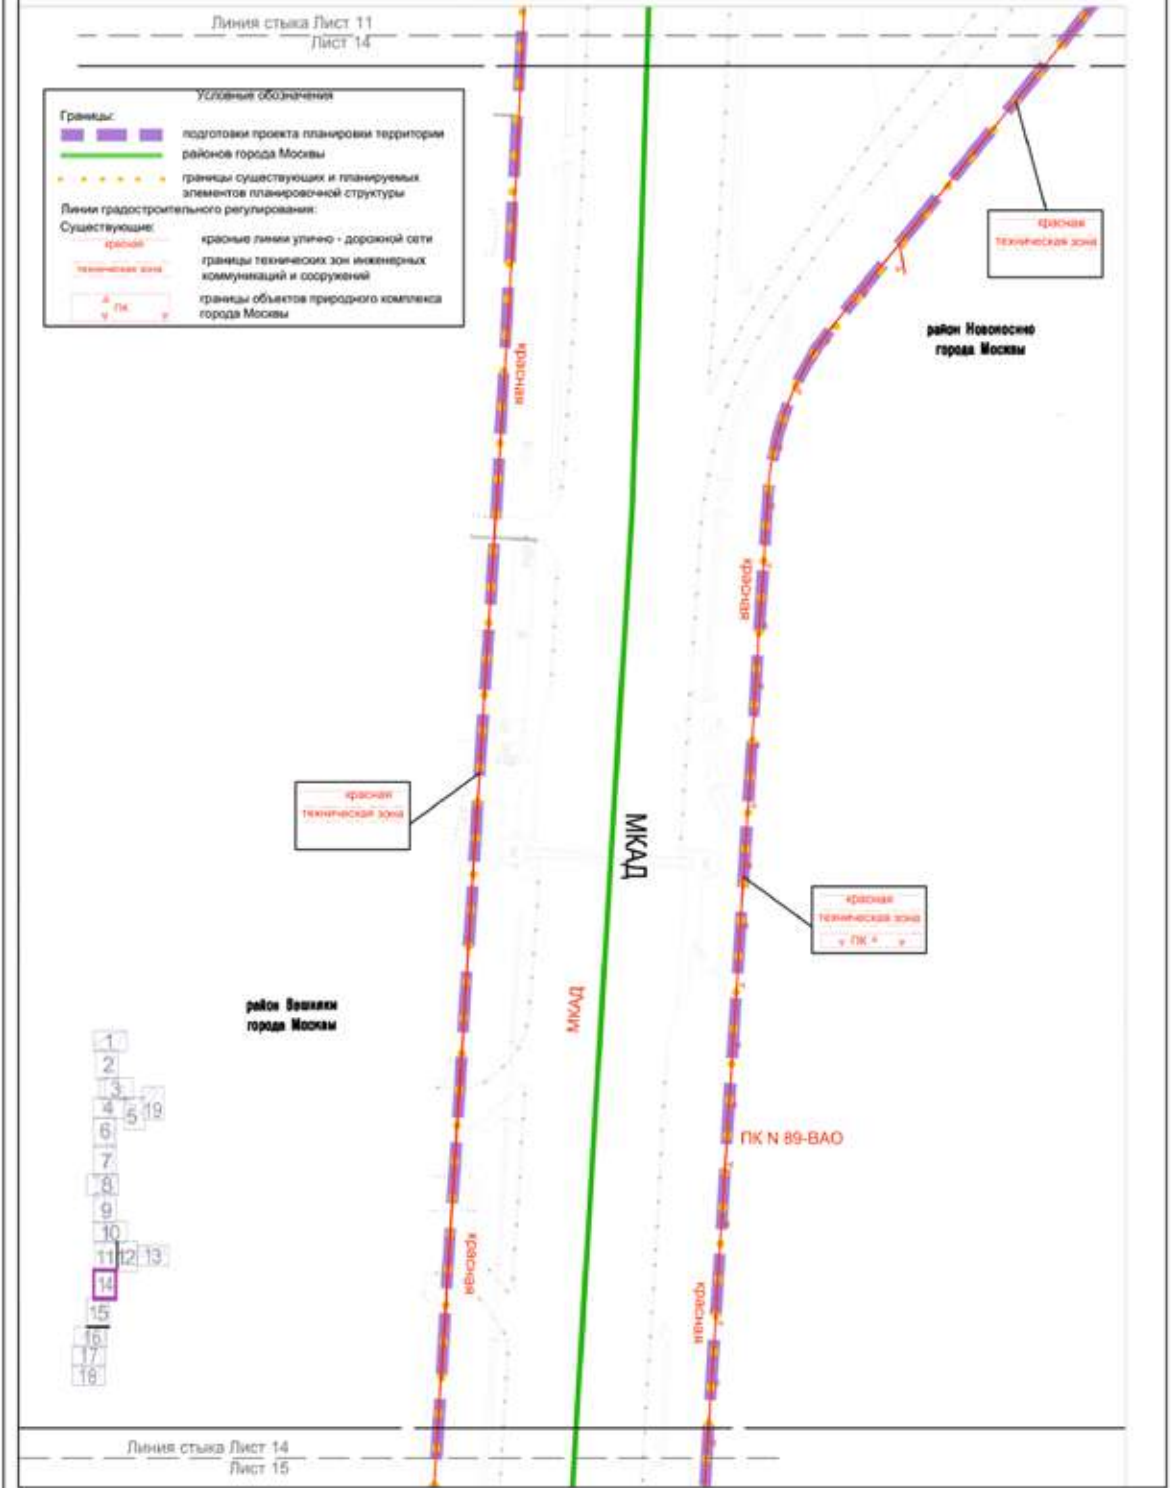 Линия стыка Лист 11
Лист 14
Условные обозначения
Границы:
подготовки проекта планировки территории
районов города Москвы
границы существующих и планируемых
элементов планировочной структуры
Линии градостроительного регулирования:
Существующие:
красная
красные линии улично - дорожной сети
техническая зона
границы технических зон инженерных
коммуникаций и сооружений
ПК
границы объектов природного комплекса
города Москвы
красная
техническая зона
район Новокосино
города Москвы
красная
красная
красная
техническая зона
МКАД
красная
техническая зона
ПК
МКАД
район Вешняки
города Москвы
1
2
3
4
5
19
6
7
8
9
10
11
12
13
14
15
16
17
18
ПК N 89-ВАО
красная
красная
Линия стыка Лист 14
Лист 15